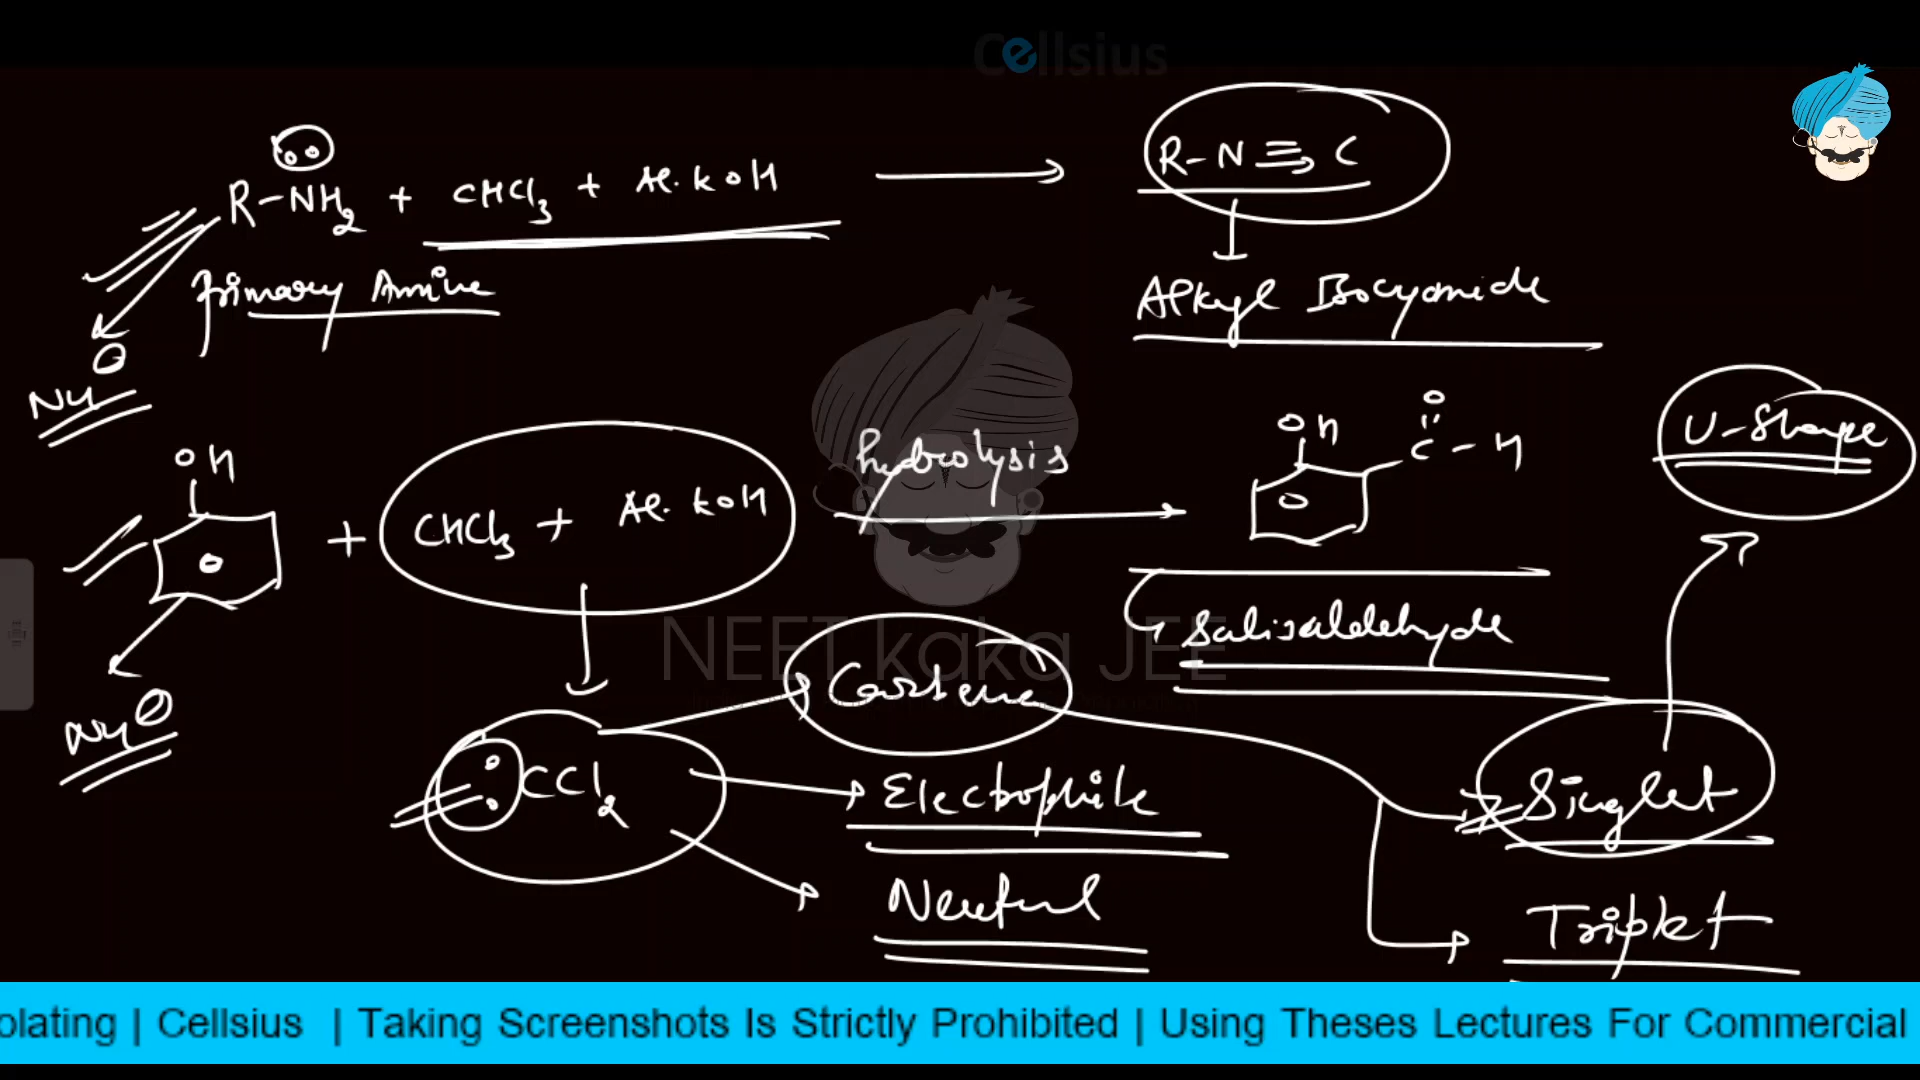 Cellsius
R-NH2 + CHCl3 + Al. KOH → R-N≡C
Primary Amine
Alkyl Isocyanide
Nu⊖
OH
+ CHCl3 + Al. KOH
hydrolysis
OH O
C-H
U-Shape
Salisaldehyde
NEET kaka JEE
Nu⊖
:CCl2
Carbene
Electrophile
Neutral
Singlet
Triplet
olating | Cellsius | Taking Screenshots Is Strictly Prohibited | Using Theses Lectures For Commercial